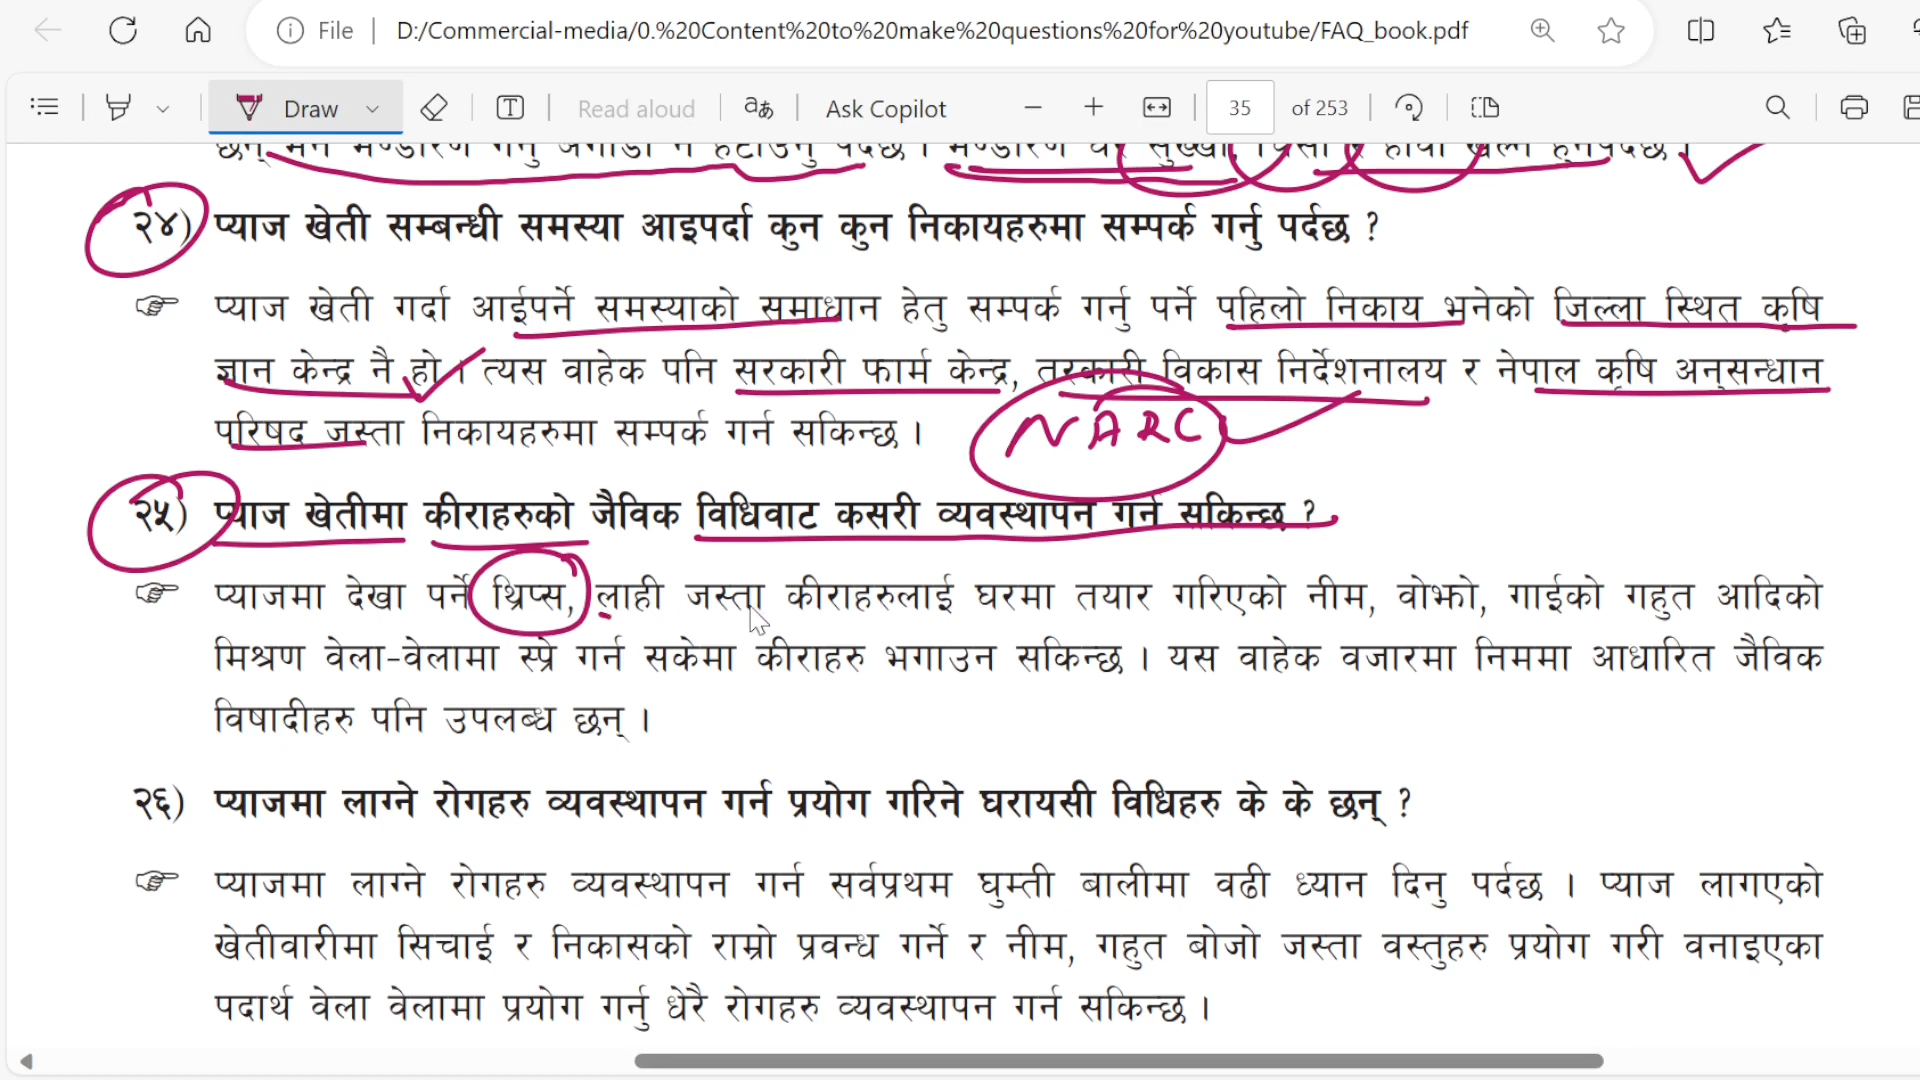 File D:/Commercial-media/0.%20Content%20to%20make%20questions%20for%20youtube/FAQ_book.pdf
Draw Read aloud Ask Copilot 35 of 253
२४) प्याज खेती सम्बन्धी समस्या आइपर्दा कुन कुन निकायहरुमा सम्पर्क गर्नु पर्दछ ?
प्याज खेती गर्दा आईपर्ने समस्याको समाधान हेतु सम्पर्क गर्नु पर्ने पहिलो निकाय भनेको जिल्ला स्थित कृषि
ज्ञान केन्द्र नै हो । त्यस वाहेक पनि सरकारी फार्म केन्द्र, तरकारी विकास निर्देशनालय र नेपाल कृषि अनुसन्धान
परिषद जस्ता निकायहरुमा सम्पर्क गर्न सकिन्छ ।
NARC
२५) प्याज खेतीमा कीराहरुको जैविक विधिवाट कसरी व्यवस्थापन गर्न सकिन्छ ?
प्याजमा देखा पर्ने थ्रिप्स, लाही जस्ता कीराहरुलाई घरमा तयार गरिएको नीम, वोझो, गाईको गहुत आदिको
मिश्रण वेला-वेलामा स्प्रे गर्न सकेमा कीराहरु भगाउन सकिन्छ । यस वाहेक वजारमा निममा आधारित जैविक
विषादीहरु पनि उपलब्ध छन् ।
२६) प्याजमा लाग्ने रोगहरु व्यवस्थापन गर्न प्रयोग गरिने घरायसी विधिहरु के के छन् ?
प्याजमा लाग्ने रोगहरु व्यवस्थापन गर्न सर्वप्रथम घुम्ती बालीमा वढी ध्यान दिनु पर्दछ । प्याज लागएको
खेतीवारीमा सिचाई र निकासको राम्रो प्रवन्ध गर्ने र नीम, गहुत बोजो जस्ता वस्तुहरु प्रयोग गरी वनाइएका
पदार्थ वेला वेलामा प्रयोग गर्नु धेरै रोगहरु व्यवस्थापन गर्न सकिन्छ ।